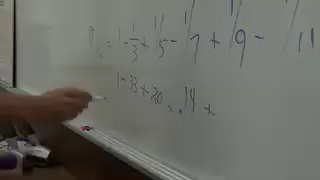 = 1 - 1/3 + 1/5 - 1/7 + 1/9 - 1/11
1 - .33 + .20 - .14 +